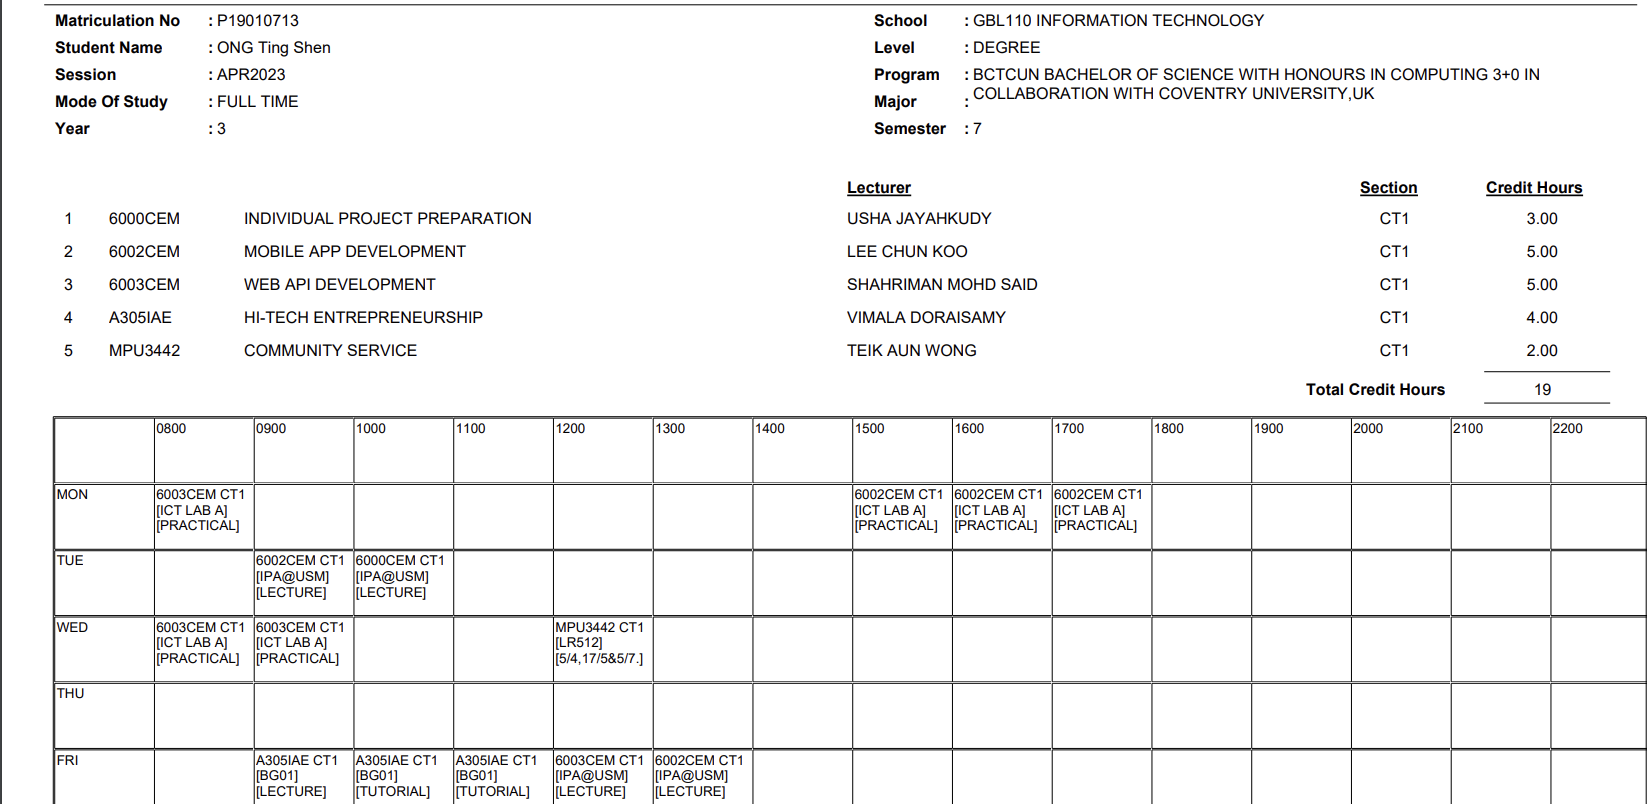 Matriculation No : P19010713 School : GBL110 INFORMATION TECHNOLOGY
Student Name : ONG Ting Shen Level : DEGREE
Session : APR2023 Program : BCTCUN BACHELOR OF SCIENCE WITH HONOURS IN COMPUTING 3+0 IN
COLLABORATION WITH COVENTRY UNIVERSITY,UK
Mode Of Study : FULL TIME Major :
Year : 3 Semester : 7
Lecturer Section Credit Hours
1 6000CEM INDIVIDUAL PROJECT PREPARATION USHA JAYAHKUDY CT1 3.00
2 6002CEM MOBILE APP DEVELOPMENT LEE CHUN KOO CT1 5.00
3 6003CEM WEB API DEVELOPMENT SHAHRIMAN MOHD SAID CT1 5.00
4 A305IAE HI-TECH ENTREPRENEURSHIP VIMALA DORAISAMY CT1 4.00
5 MPU3442 COMMUNITY SERVICE TEIK AUN WONG CT1 2.00
Total Credit Hours 19
0800 0900 1000 1100 1200 1300 1400 1500 1600 1700 1800 1900 2000 2100 2200
MON 6003CEM CT1 6002CEM CT1 6002CEM CT1 6002CEM CT1
[ICT LAB A] [ICT LAB A] [ICT LAB A] [ICT LAB A]
[PRACTICAL] [PRACTICAL] [PRACTICAL] [PRACTICAL]
TUE 6002CEM CT1 6000CEM CT1
[IPA@USM] [IPA@USM]
[LECTURE] [LECTURE]
WED 6003CEM CT1 6003CEM CT1 MPU3442 CT1
[ICT LAB A] [ICT LAB A] [LR512]
[PRACTICAL] [PRACTICAL] [5/4,17/5&5/7.]
THU
FRI A305IAE CT1 A305IAE CT1 A305IAE CT1 6003CEM CT1 6002CEM CT1
[BG01] [BG01] [BG01] [IPA@USM] [IPA@USM]
[LECTURE] [TUTORIAL] [TUTORIAL] [LECTURE] [LECTURE]